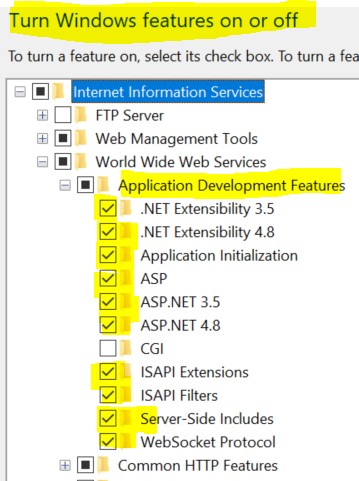 Turn Windows features on or off
To turn a feature on, select its check box. To turn a fea
Internet Information Services
FTP Server
Web Management Tools
World Wide Web Services
Application Development Features
.NET Extensibility 3.5
.NET Extensibility 4.8
Application Initialization
ASP
ASP.NET 3.5
ASP.NET 4.8
CGI
ISAPI Extensions
ISAPI Filters
Server-Side Includes
WebSocket Protocol
Common HTTP Features